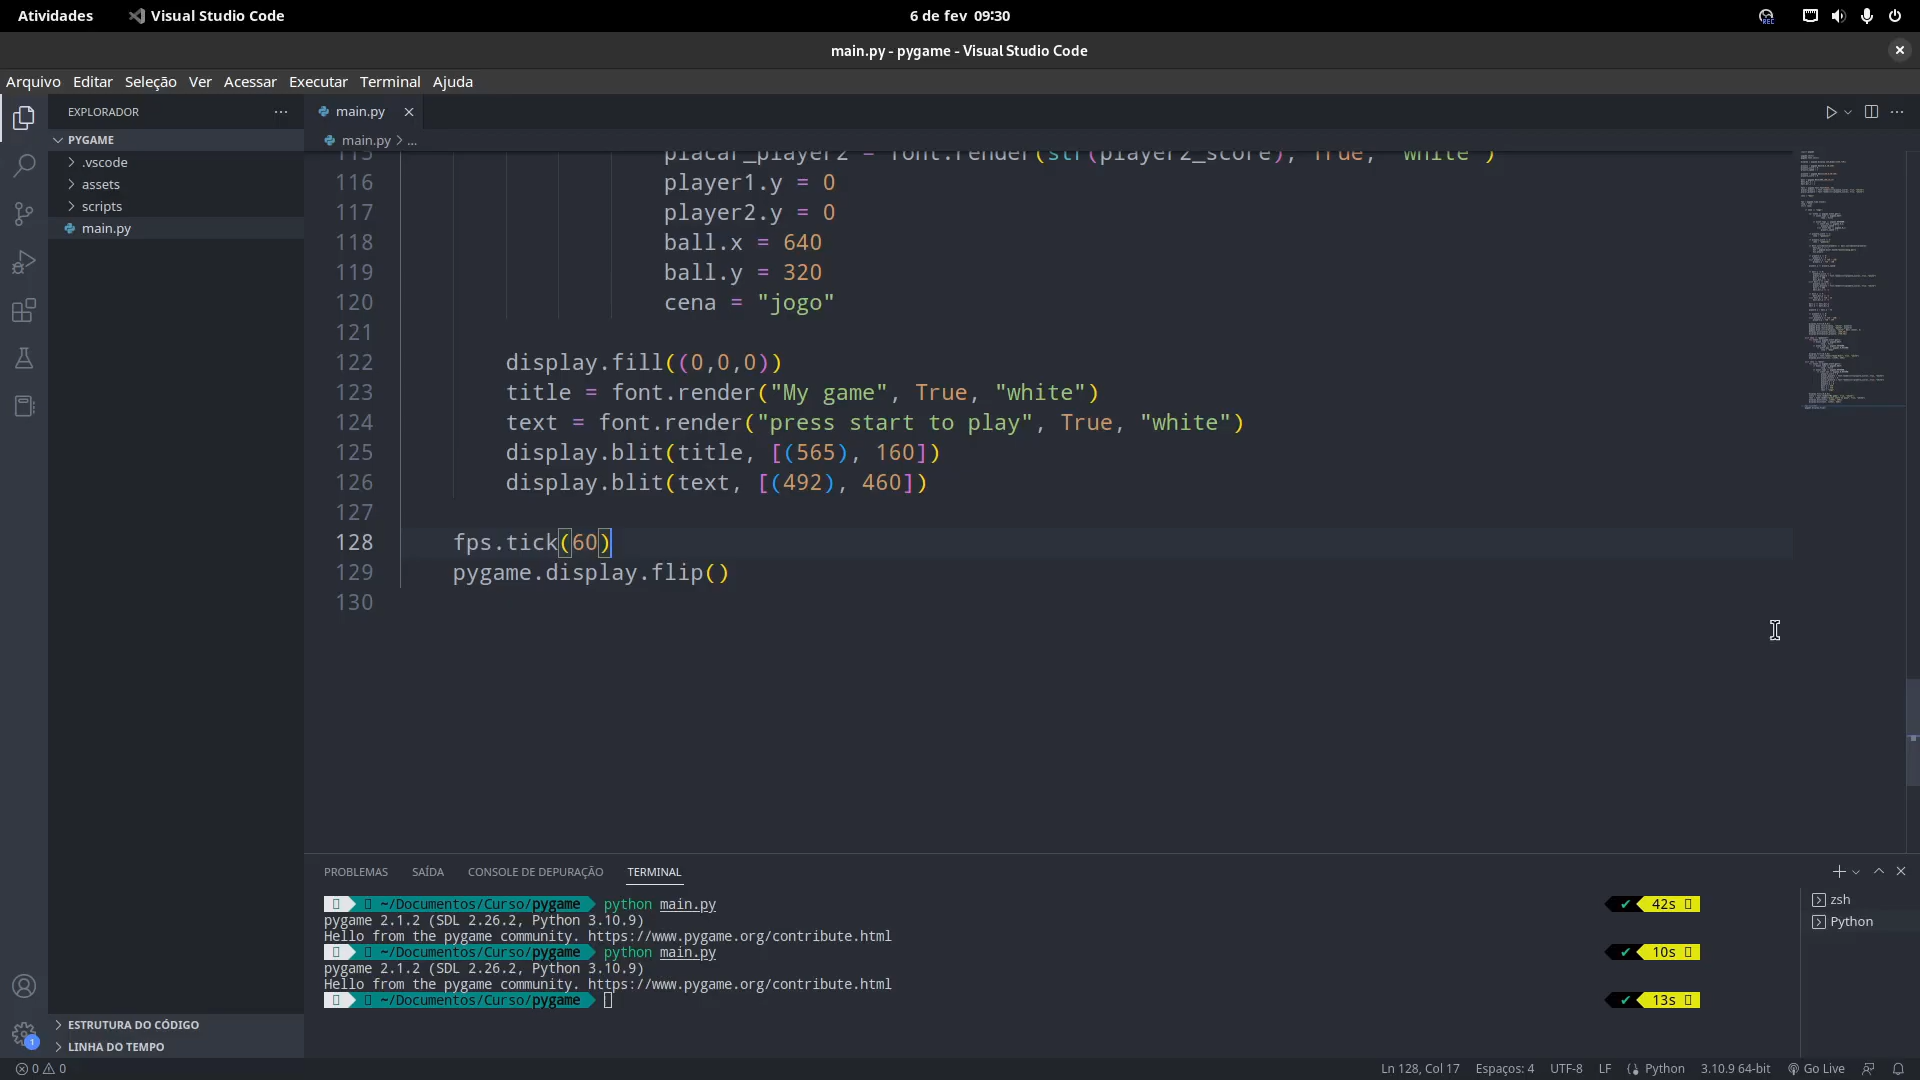 Atividades Visual Studio Code 6 de fev 09:30
main.py - pygame - Visual Studio Code
Arquivo Editar Seleção Ver Acessar Executar Terminal Ajuda
EXPLORADOR
PYGAME
.vscode
assets
scripts
main.py
main.py
main.py > ...
115 placar_player2 = font.render(str(player2_score), True, "white")
116 player1.y = 0
117 player2.y = 0
118 ball.x = 640
119 ball.y = 320
120 cena = "jogo"
121
122 display.fill((0,0,0))
123 title = font.render("My game", True, "white")
124 text = font.render("press start to play", True, "white")
125 display.blit(title, [(565), 160])
126 display.blit(text, [(492), 460])
127
128 fps.tick(60)
129 pygame.display.flip()
130
PROBLEMAS SAÍDA CONSOLE DE DEPURAÇÃO TERMINAL
~/Documentos/Curso/pygame python main.py ✔ 42s
pygame 2.1.2 (SDL 2.26.2, Python 3.10.9)
Hello from the pygame community. https://www.pygame.org/contribute.html
~/Documentos/Curso/pygame python main.py ✔ 10s
pygame 2.1.2 (SDL 2.26.2, Python 3.10.9)
Hello from the pygame community. https://www.pygame.org/contribute.html
~/Documentos/Curso/pygame ✔ 13s
zsh
Python
ESTRUTURA DO CÓDIGO
LINHA DO TEMPO
1
0 0 Ln 128, Col 17 Espaços: 4 UTF-8 LF Python 3.10.9 64-bit Go Live